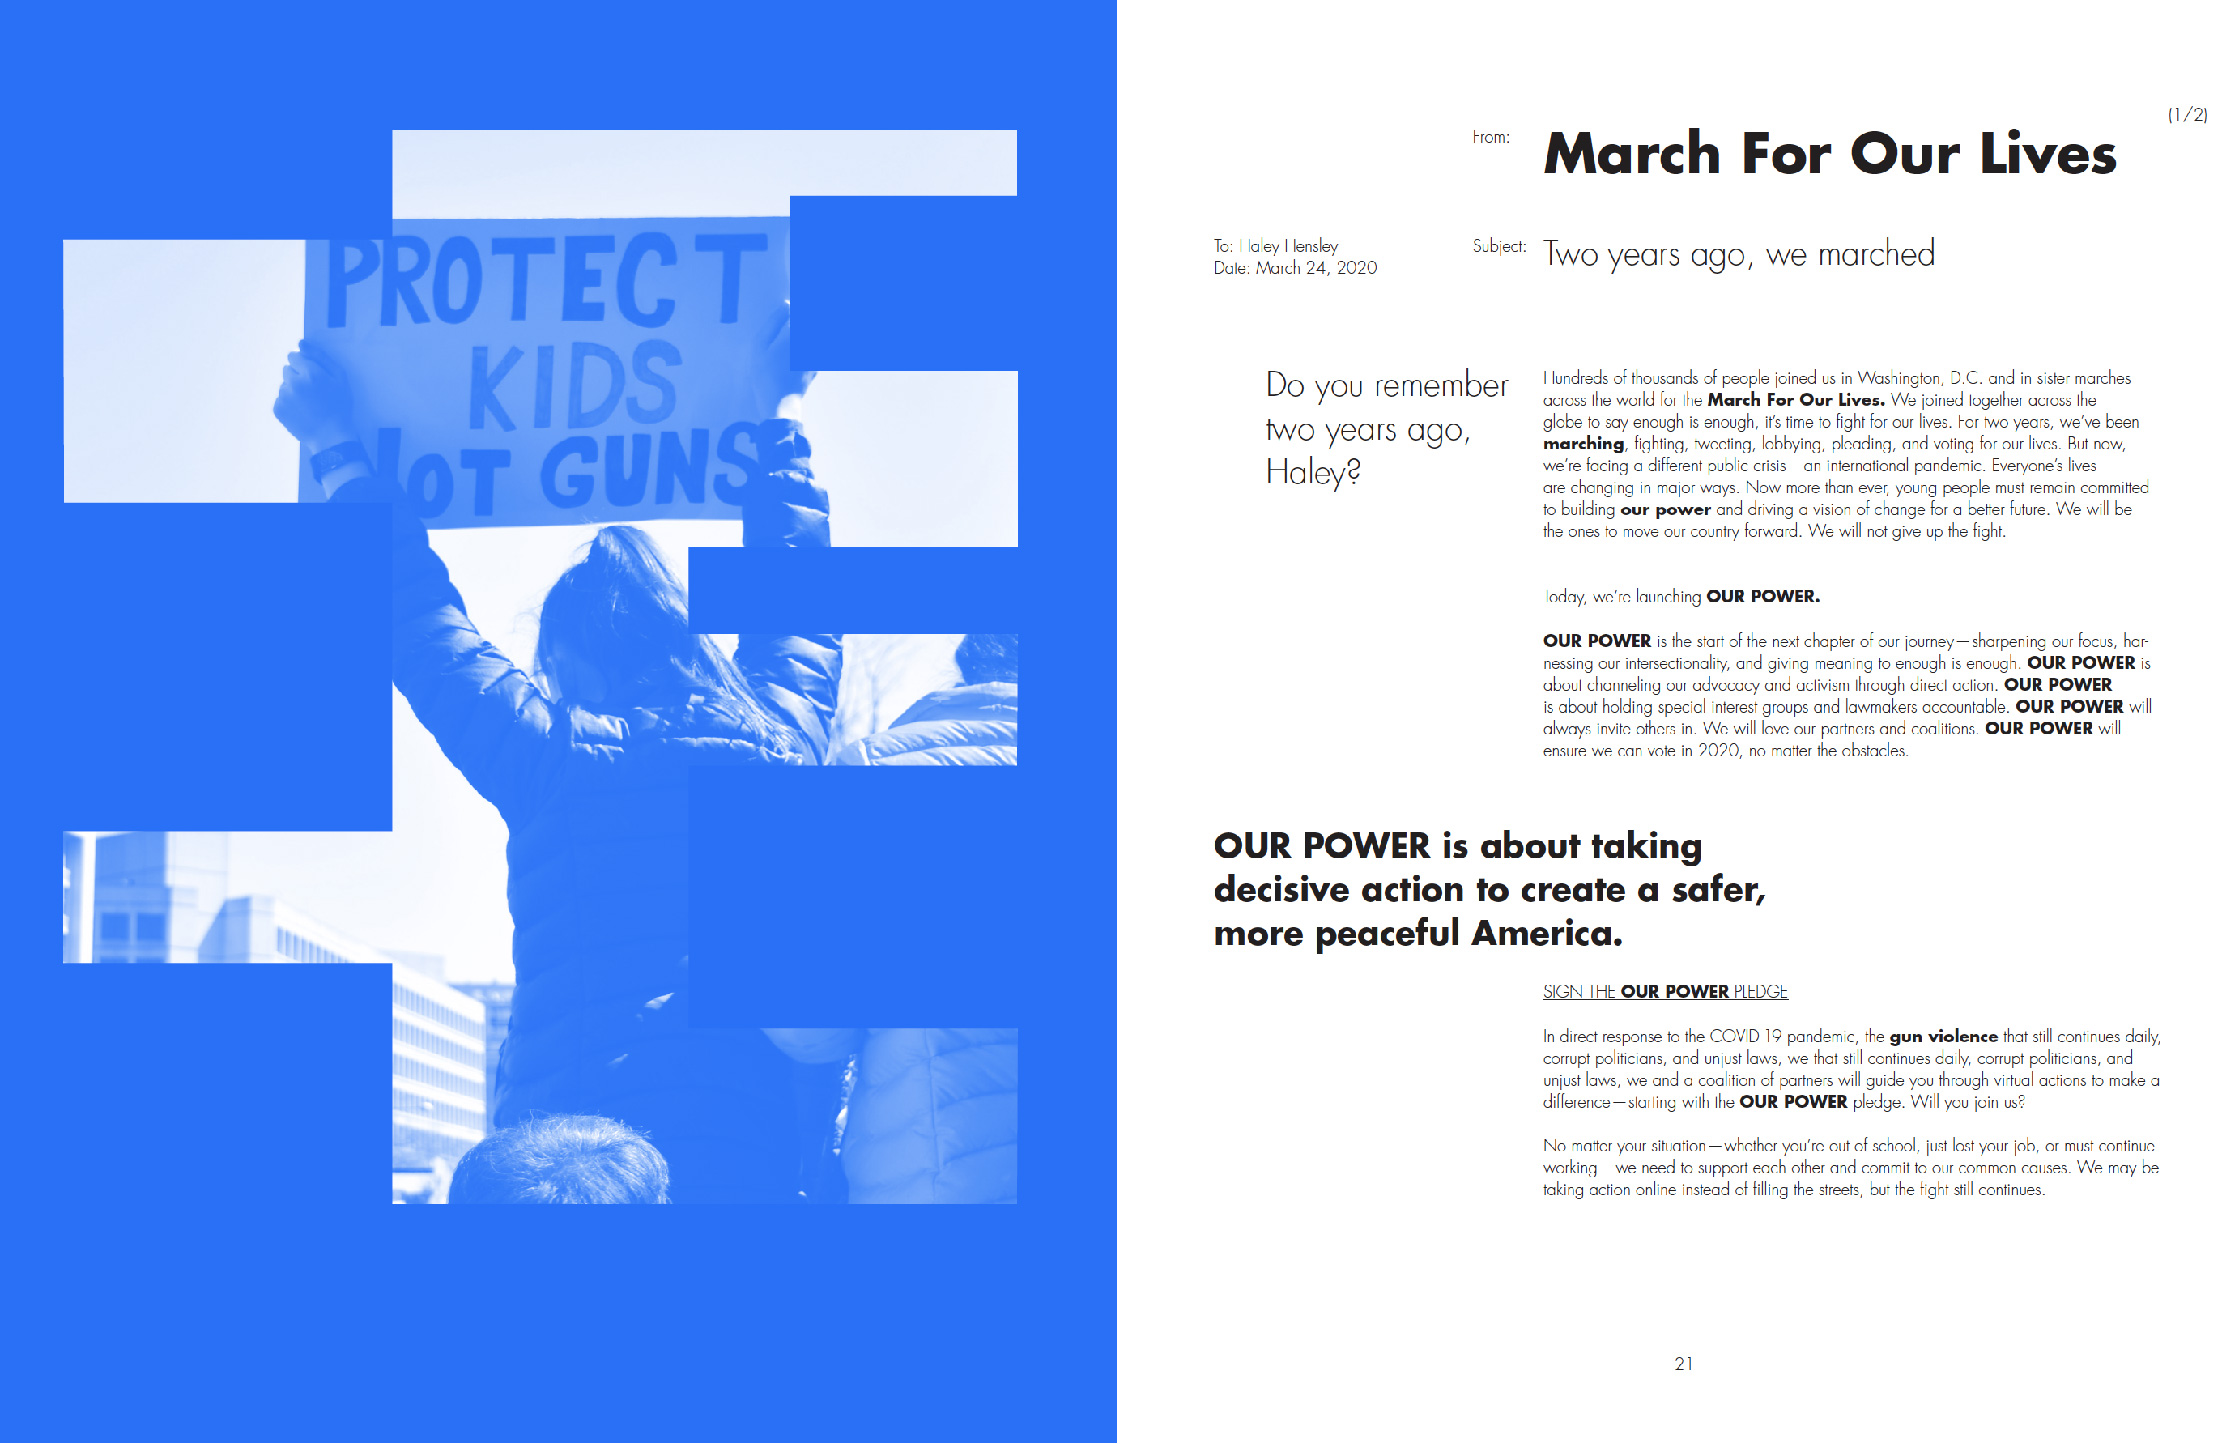 PROTECT
KIDS
NOT GUNS
(1/2)
From:
March For Our Lives
To: Haley Hensley
Date: March 24, 2020
Subject:
Two years ago, we marched
Do you remember
two years ago,
Haley?
Hundreds of thousands of people joined us in Washington, D.C. and in sister marches
across the world for the March For Our Lives. We joined together across the
globe to say enough is enough, it's time to fight for our lives. For two years, we've been
marching, fighting, tweeting, lobbying, pleading, and voting for our lives. But now,
we're facing a different public crisis—an international pandemic. Everyone's lives
are changing in major ways. Now more than ever, young people must remain committed
to building our power and driving a vision of change for a better future. We will be
the ones to move our country forward. We will not give up the fight.
Today, we're launching OUR POWER.
OUR POWER is the start of the next chapter of our journey—sharpening our focus, har-
nessing our intersectionality, and giving meaning to enough is enough. OUR POWER is
about channeling our advocacy and activism through direct action. OUR POWER
is about holding special interest groups and lawmakers accountable. OUR POWER will
always invite others in. We will love our partners and coalitions. OUR POWER will
ensure we can vote in 2020, no matter the obstacles.
OUR POWER is about taking
decisive action to create a safer,
more peaceful America.
SIGN THE OUR POWER PLEDGE
In direct response to the COVID 19 pandemic, the gun violence that still continues daily,
corrupt politicians, and unjust laws, we that still continues daily, corrupt politicians, and
unjust laws, we and a coalition of partners will guide you through virtual actions to make a
difference—starting with the OUR POWER pledge. Will you join us?
No matter your situation—whether you're out of school, just lost your job, or must continue
working—we need to support each other and commit to our common causes. We may be
taking action online instead of filling the streets, but the fight still continues.
21